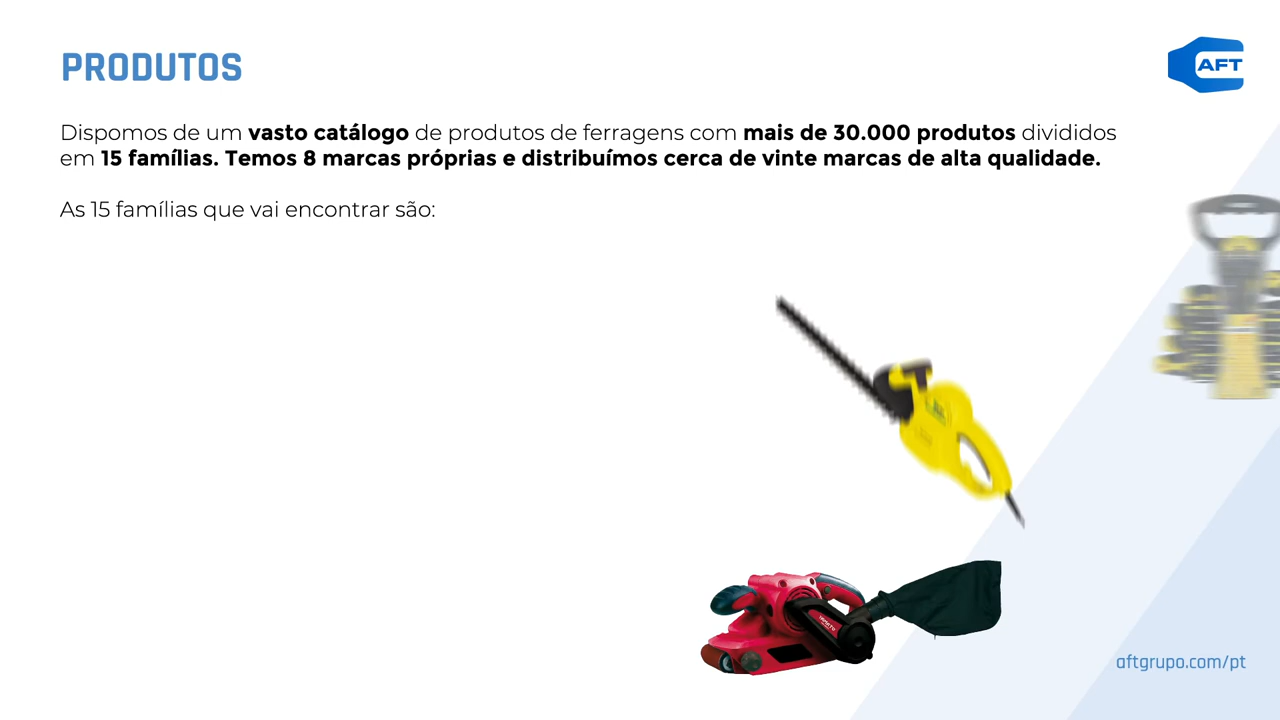 PRODUTOS
AFT
Dispomos de um vasto catálogo de produtos de ferragens com mais de 30.000 produtos divididos
em 15 famílias. Temos 8 marcas próprias e distribuímos cerca de vinte marcas de alta qualidade.
As 15 famílias que vai encontrar são:
aftgrupo.com/pt